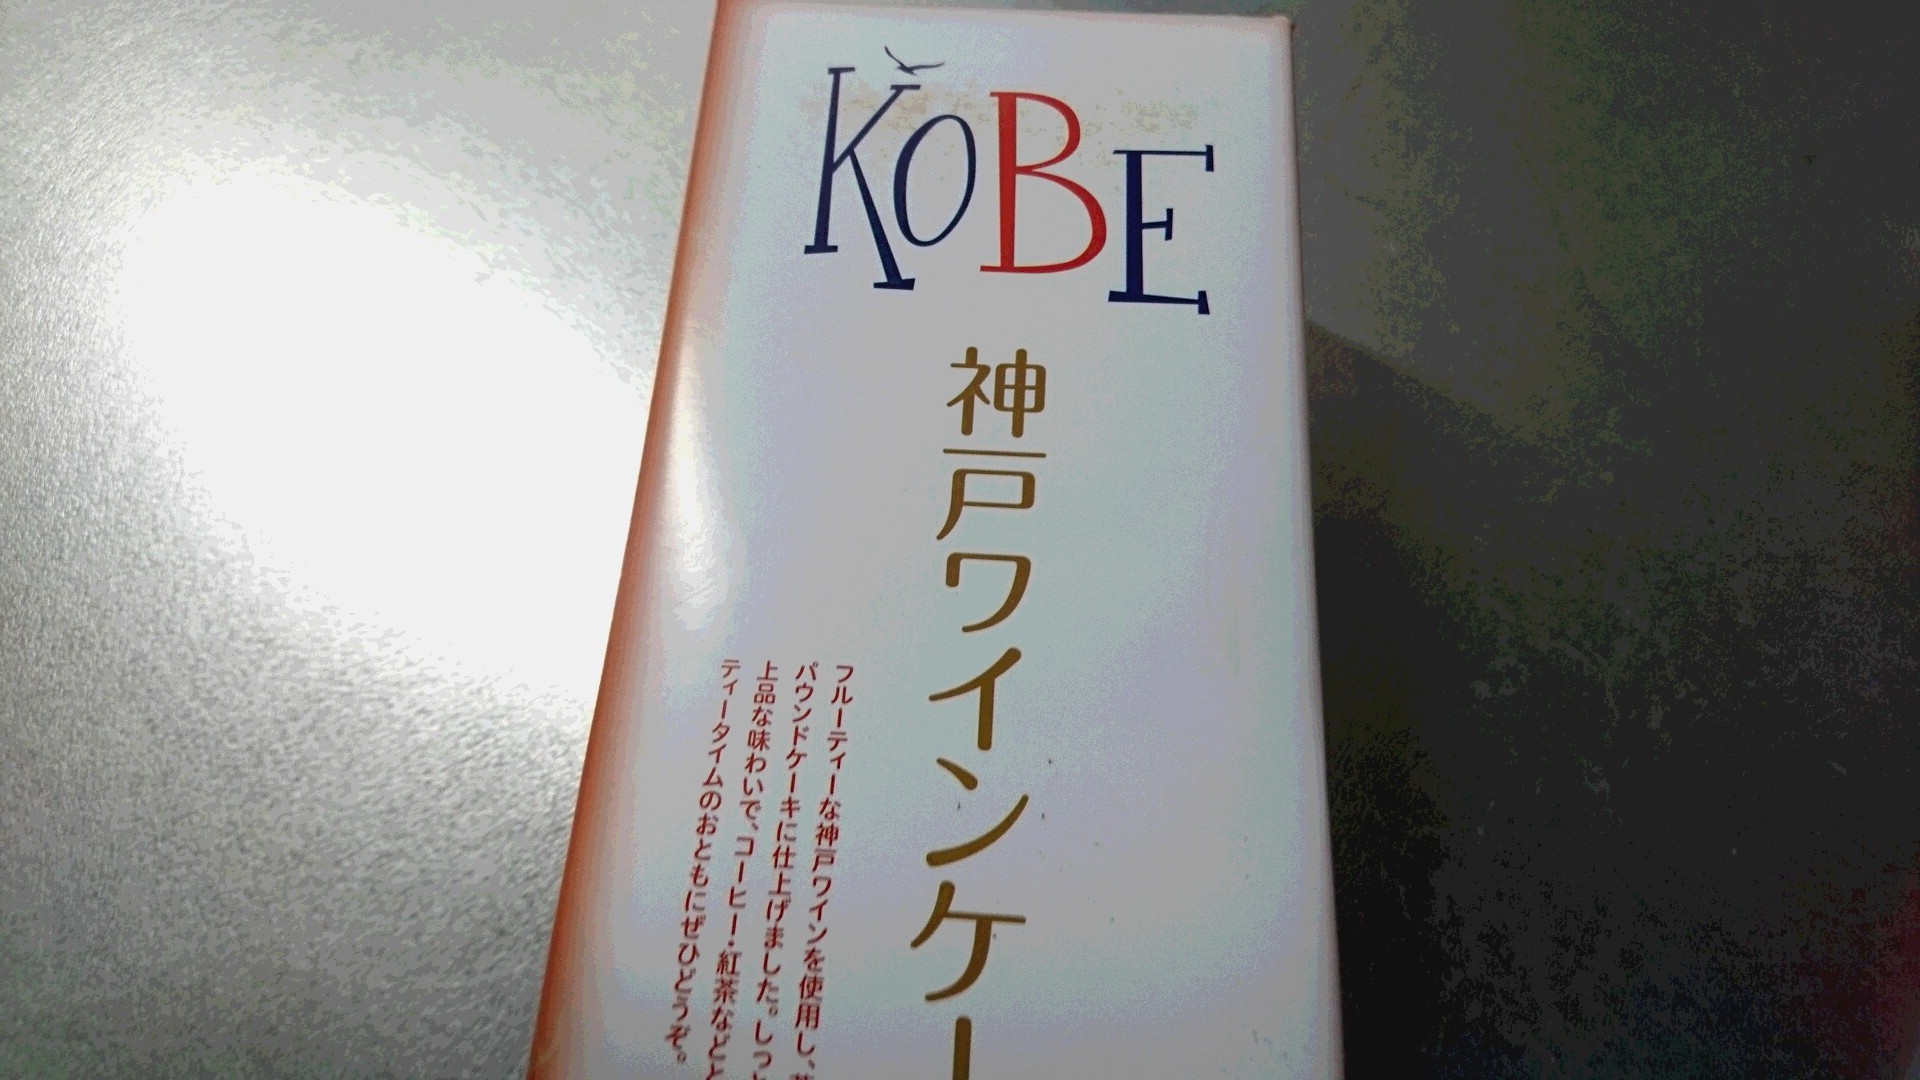 KOBE
神戸ワインケー
フルーティーな神戸ワインを使用し、
パウンドケーキに仕上げました。しっ
上品な味わいで、コーヒー・紅茶などと
ティータイムのおともにぜひどうぞ。